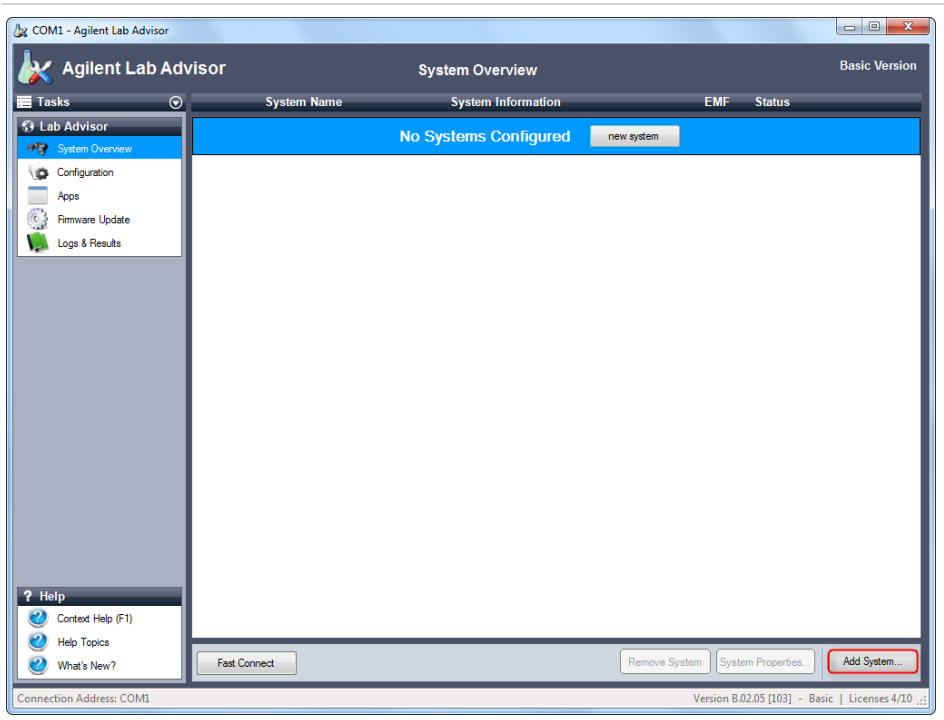 COM1 - Agilent Lab Advisor
Agilent Lab Advisor
System Overview
Basic Version
Tasks
System Name System Information EMF Status
Lab Advisor
System Overview
Configuration
Apps
Firmware Update
Logs & Results
No Systems Configured new system
? Help
Context Help (F1)
Help Topics
What's New?
Fast Connect
Remove System
System Properties...
Add System...
Connection Address: COM1
Version B.02.05 [103] - Basic | Licenses 4/10